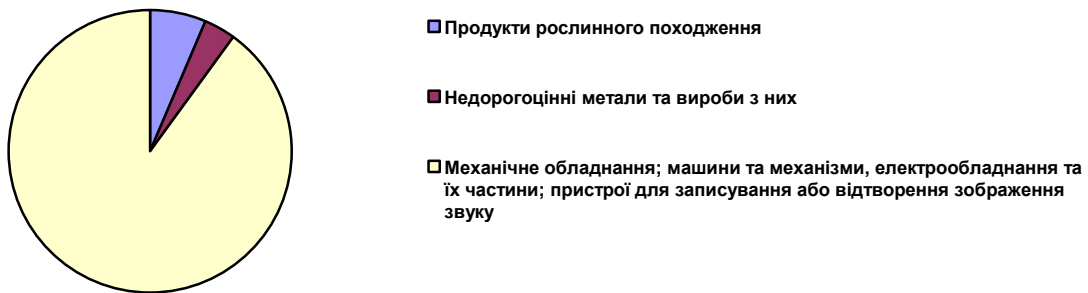 Продукти рослинного походження
Недорогоцінні метали та вироби з них
Механічне обладнання; машини та механізми, електрообладнання та
їх частини; пристрої для записування або відтворення зображення
звуку